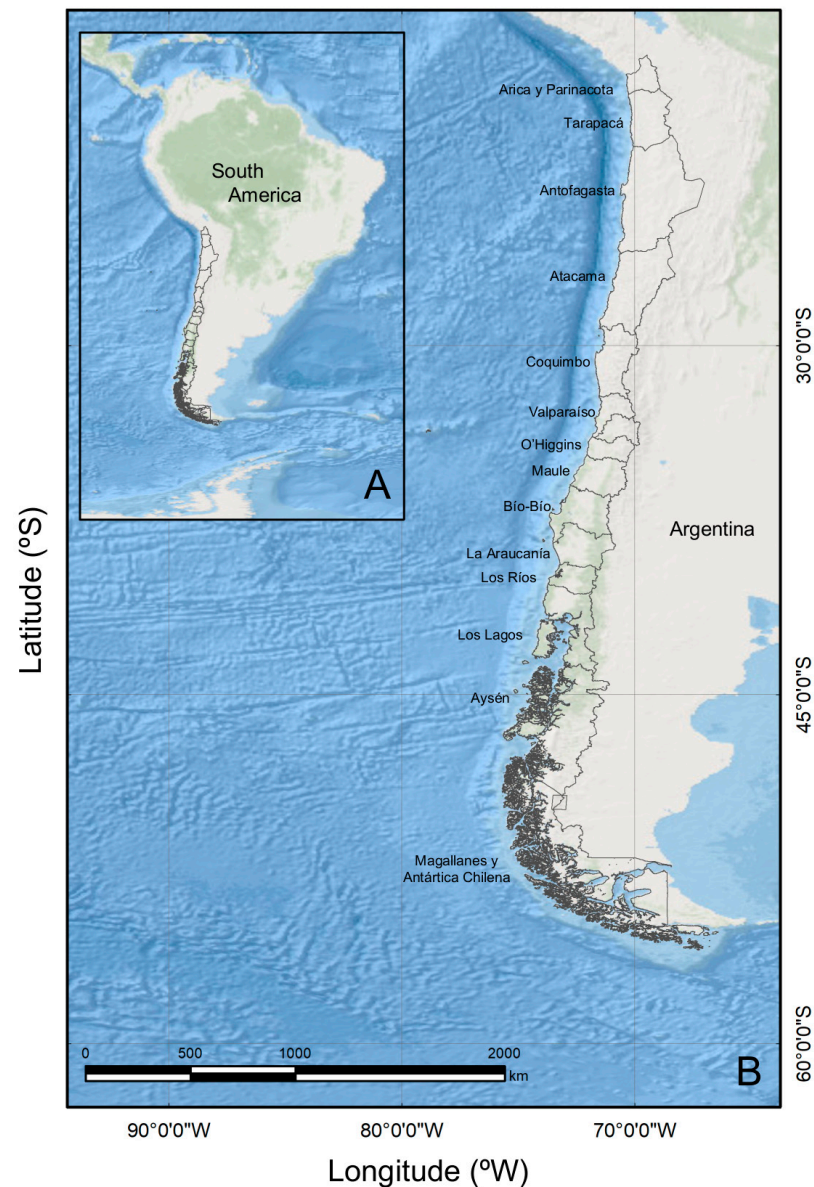 South
America
A
Arica y Parinacota
Tarapacá
Antofagasta
Atacama
Coquimbo
Valparaíso
O'Higgins
Maule
Bío-Bío
La Araucanía
Los Ríos
Los Lagos
Aysén
Magallanes y
Antártica Chilena
Argentina
B
0 500 1000 2000
km
30°0'0"S
45°0'0"S
60°0'0"S
90°0'0"W 80°0'0"W 70°0'0"W
Latitude (ºS)
Longitude (ºW)